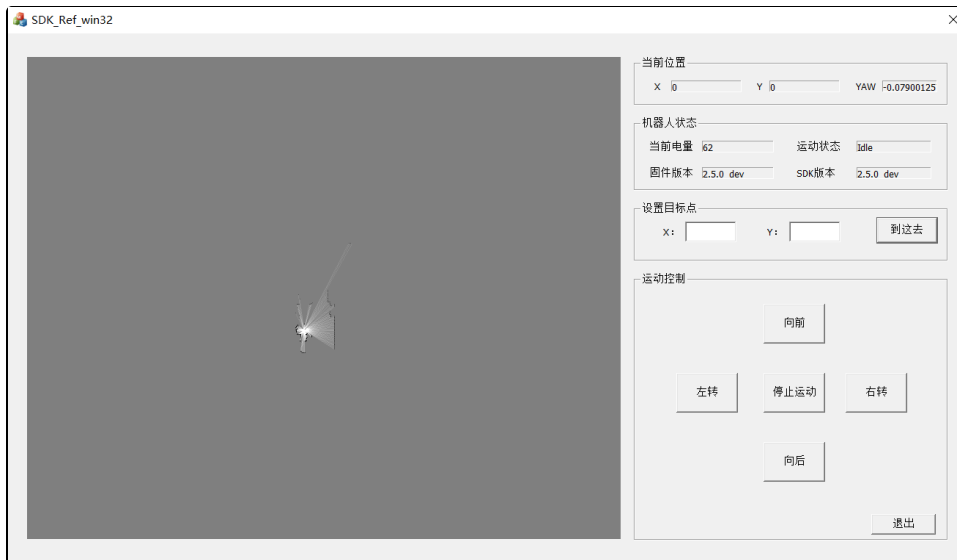 SDK_Ref_win32
当前位置
X 0 Y 0 YAW -0.07900125
机器人状态
当前电量 62 运动状态 Idle
固件版本 2.5.0 dev SDK版本 2.5.0 dev
设置目标点
X: Y: 到这去
运动控制
向前
左转 停止运动 右转
向后
退出